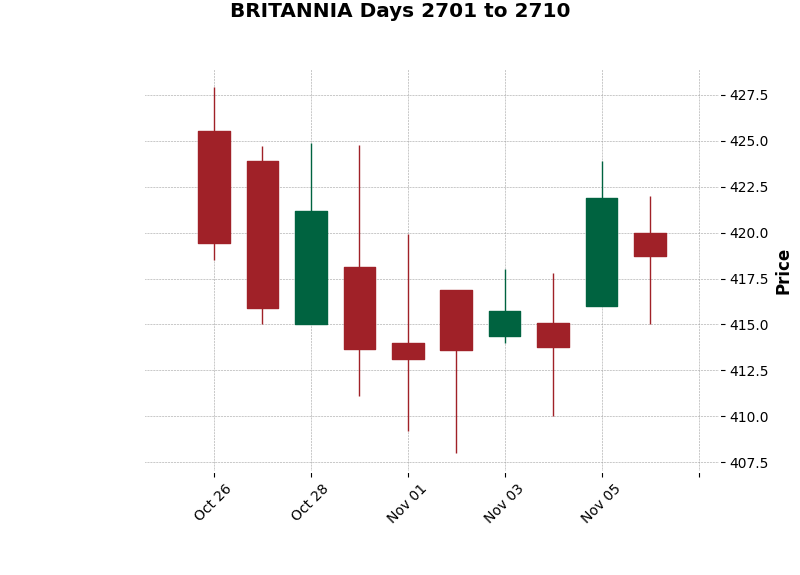 BRITANNIA Days 2701 to 2710
427.5
425.0
422.5
420.0
417.5
415.0
412.5
410.0
407.5
Price
Oct 26
Oct 28
Nov 01
Nov 03
Nov 05